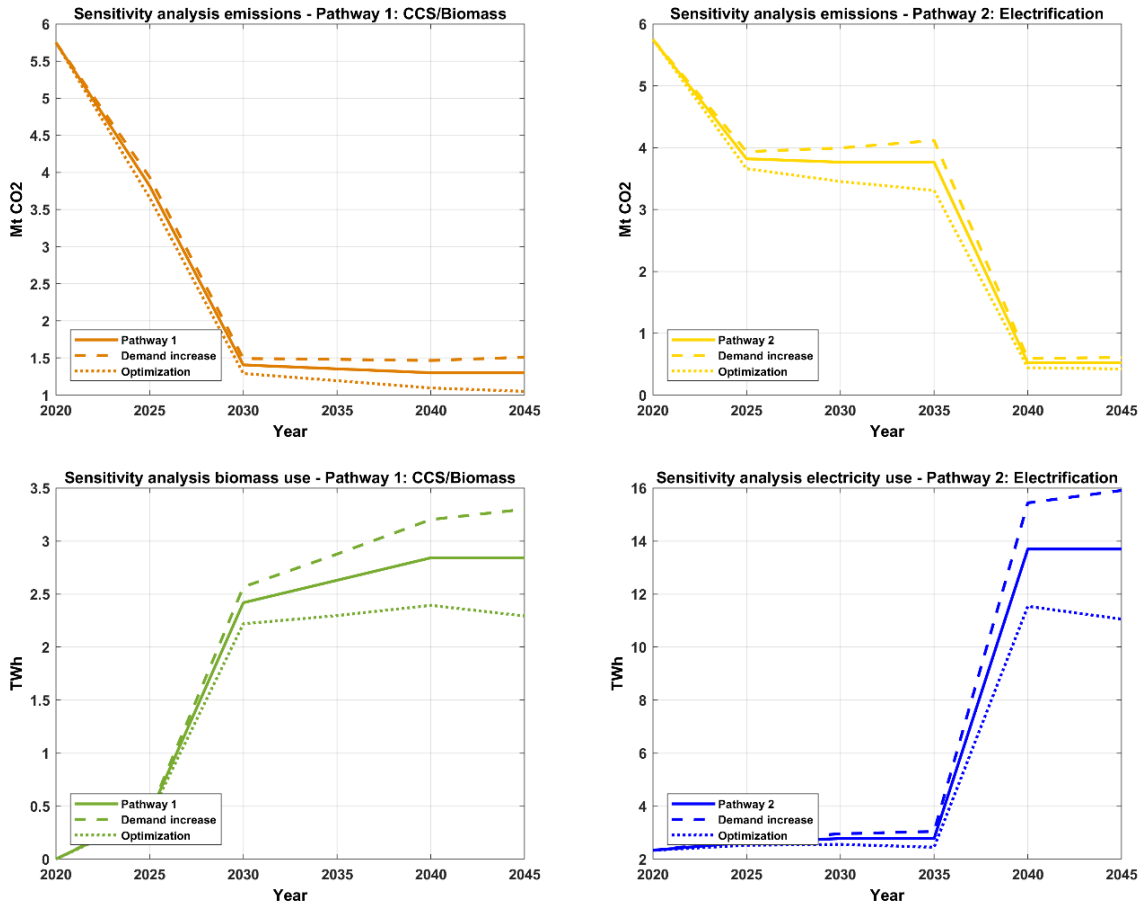 Sensitivity analysis emissions - Pathway 1: CCS/Biomass
6
5.5
5
4.5
4
3.5
3
2.5
2
1.5
1
Mt CO2
Pathway 1
Demand increase
Optimization
2020 2025 2030 2035 2040 2045
Year
Sensitivity analysis emissions - Pathway 2: Electrification
6
5
4
3
2
1
0
Mt CO2
Pathway 2
Demand increase
Optimization
2020 2025 2030 2035 2040 2045
Year
Sensitivity analysis biomass use - Pathway 1: CCS/Biomass
3.5
3
2.5
2
1.5
1
0.5
0
TWh
Pathway 1
Demand increase
Optimization
2020 2025 2030 2035 2040 2045
Year
Sensitivity analysis electricity use - Pathway 2: Electrification
16
14
12
10
8
6
4
2
TWh
Pathway 2
Demand increase
Optimization
2020 2025 2030 2035 2040 2045
Year